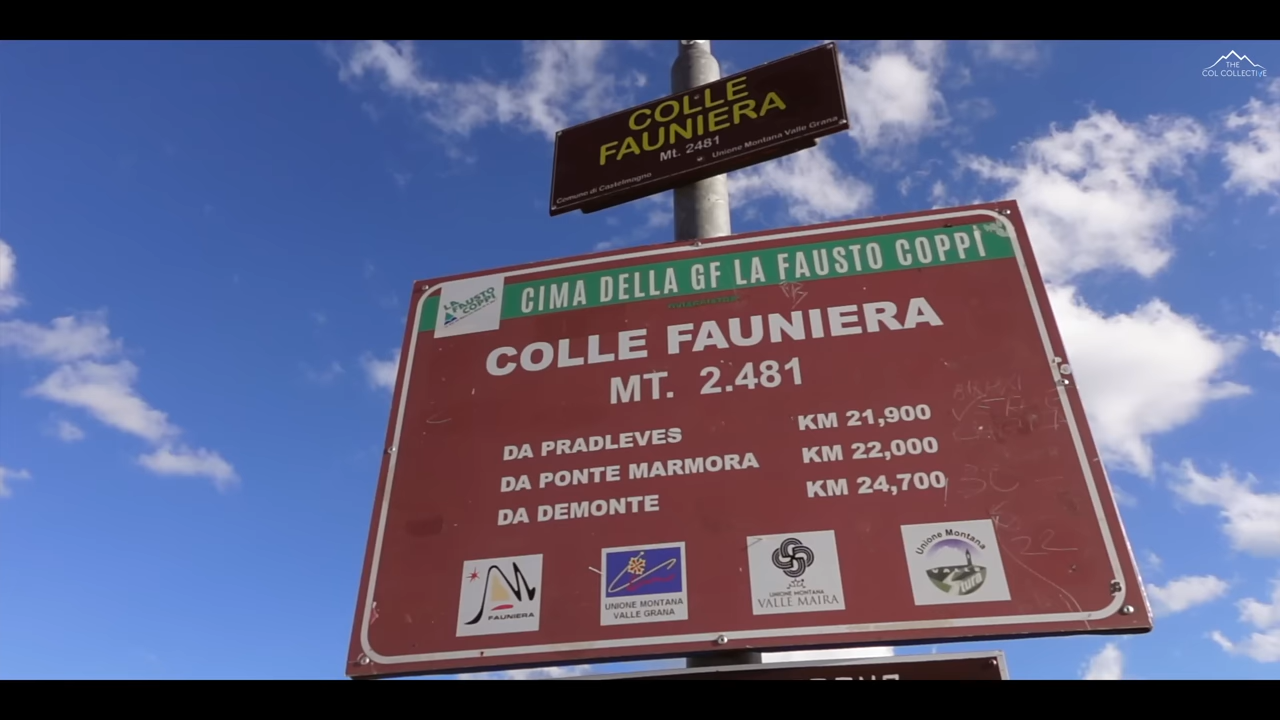 THE
COL COLLECTIVE
COLLE
FAUNIERA
Mt. 2481
Comune di Castelmagno
Unione Montana Valle Grana
LA FAUSTO COPPI
CIMA DELLA GF LA FAUSTO COPPI
COLLE FAUNIERA
MT. 2.481
DA PRADLEVES KM 21,900
DA PONTE MARMORA KM 22,000
DA DEMONTE KM 24,700
FAUNIERA
UNIONE MONTANA
VALLE GRANA
UNIONE MONTANA
VALLE MAIRA
Unione Montana
VALLE
Stura